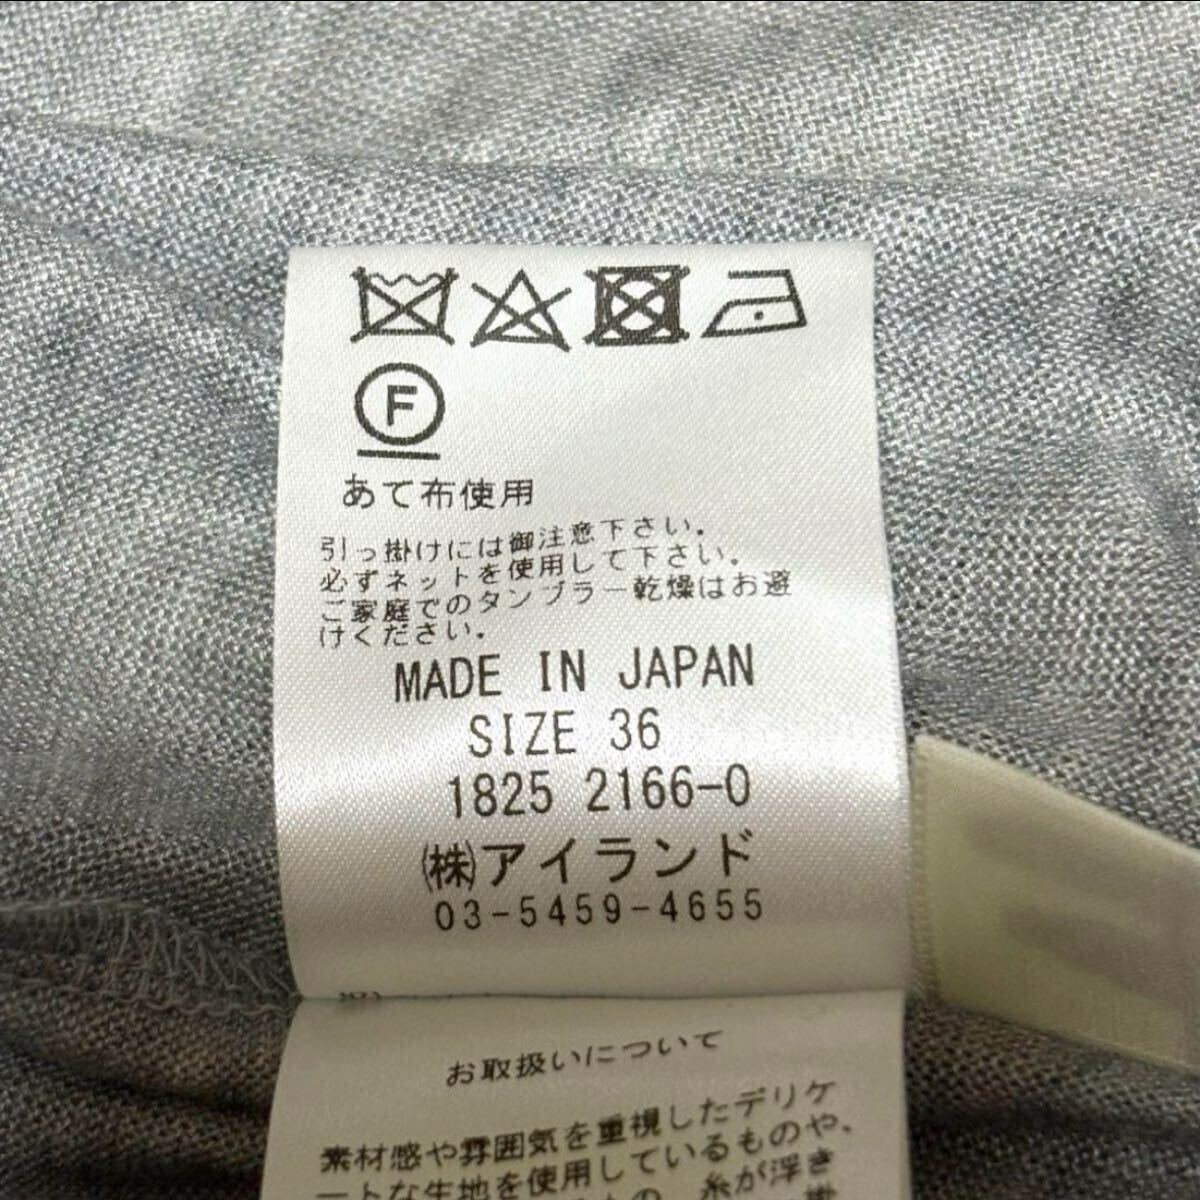 F
あて布使用
引っ掛けには御注意下さい。
必ずネットを使用して下さい。
ご家庭でのタンブラー乾燥はお避
けください。
MADE IN JAPAN
SIZE 36
1825 2166-0
㈱アイランド
03-5459-4655
お取扱いについて
素材感や雰囲気を重視したデリケ
ートな生地を使用しているものや、
糸が浮き